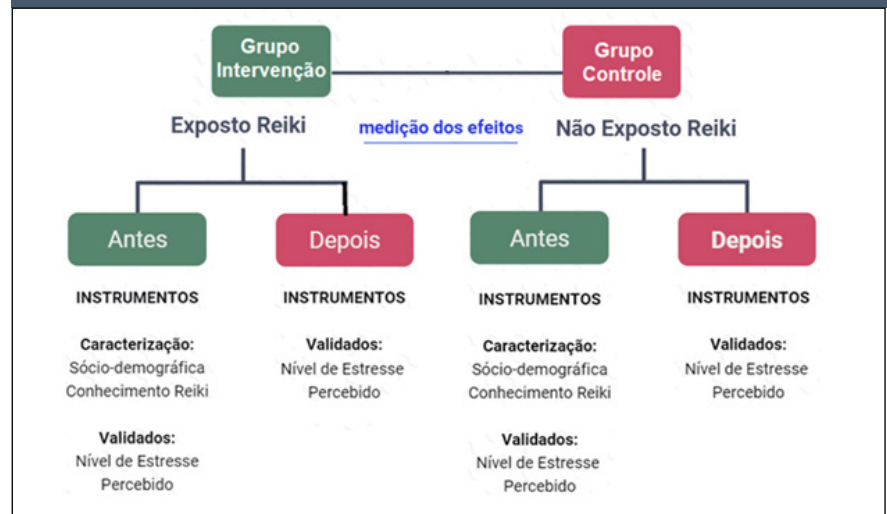 Grupo
Intervenção
Grupo
Controle
Exposto Reiki
medição dos efeitos
Não Exposto Reiki
Antes
Depois
Antes
Depois
INSTRUMENTOS
INSTRUMENTOS
INSTRUMENTOS
INSTRUMENTOS
Caracterização:
Sócio-demográfica
Conhecimento Reiki
Validados:
Nível de Estresse
Percebido
Validados:
Nível de Estresse
Percebido
Caracterização:
Sócio-demográfica
Conhecimento Reiki
Validados:
Nível de Estresse
Percebido
Validados:
Nível de Estresse
Percebido